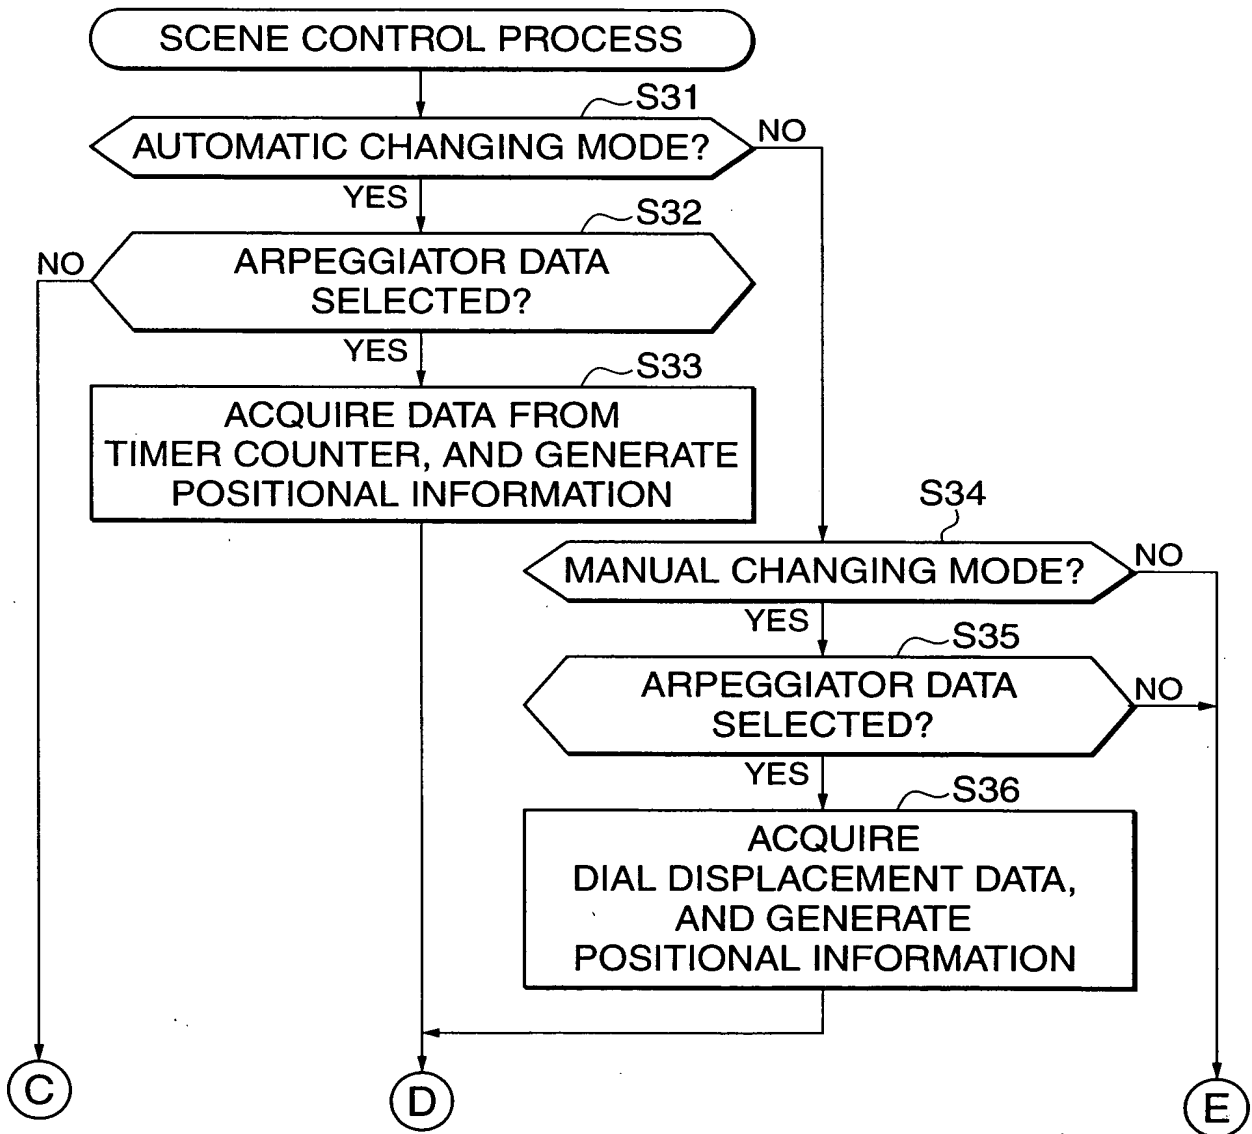 SCENE CONTROL PROCESS
S31
AUTOMATIC CHANGING MODE?
NO
YES
S32
NO
ARPEGGIATOR DATA
SELECTED?
YES
S33
ACQUIRE DATA FROM
TIMER COUNTER, AND GENERATE
POSITIONAL INFORMATION
S34
MANUAL CHANGING MODE?
NO
YES
S35
ARPEGGIATOR DATA
SELECTED?
NO
YES
S36
ACQUIRE
DIAL DISPLACEMENT DATA,
AND GENERATE
POSITIONAL INFORMATION
C
D
E